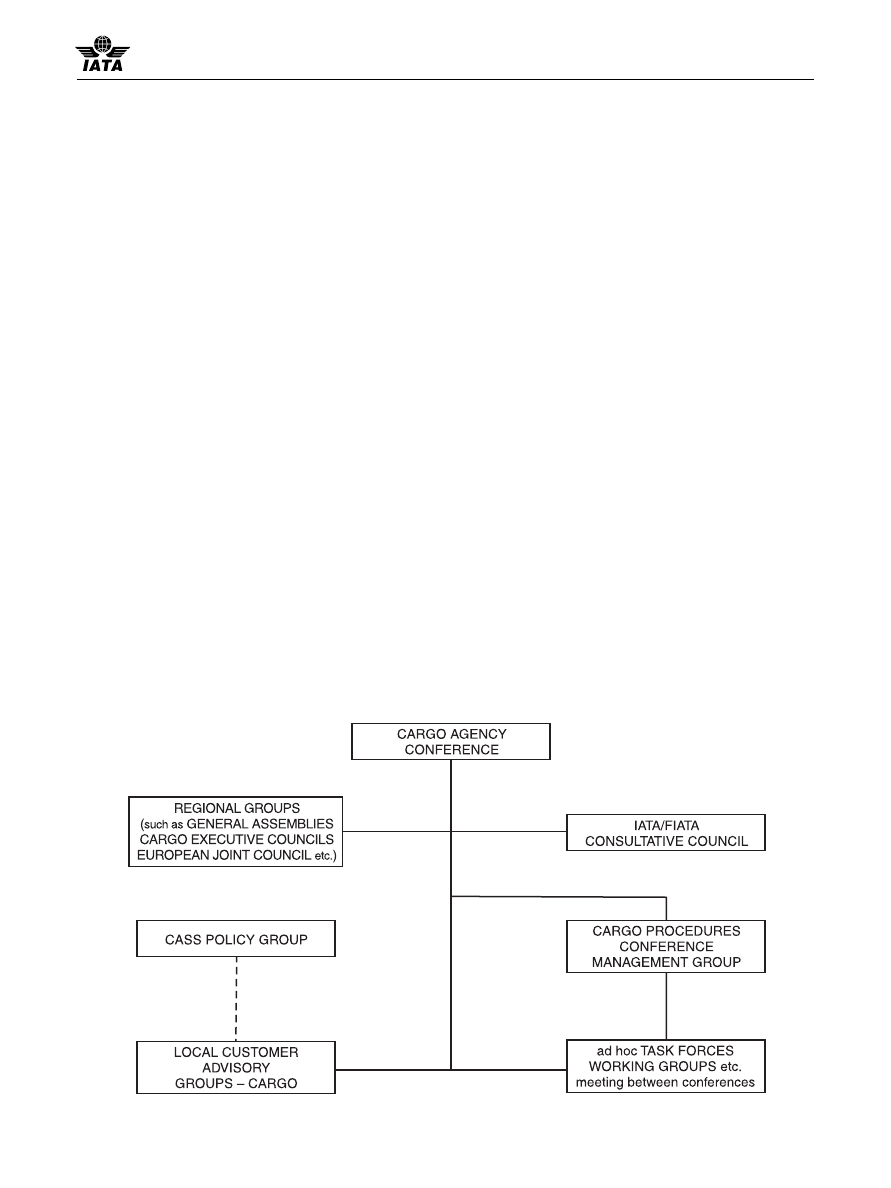 IATA
CARGO AGENCY
CONFERENCE
REGIONAL GROUPS
(such as GENERAL ASSEMBLIES
CARGO EXECUTIVE COUNCILS
EUROPEAN JOINT COUNCIL etc.)
IATA/FIATA
CONSULTATIVE COUNCIL
CASS POLICY GROUP
CARGO PROCEDURES
CONFERENCE
MANAGEMENT GROUP
LOCAL CUSTOMER
ADVISORY
GROUPS – CARGO
ad hoc TASK FORCES
WORKING GROUPS etc.
meeting between conferences